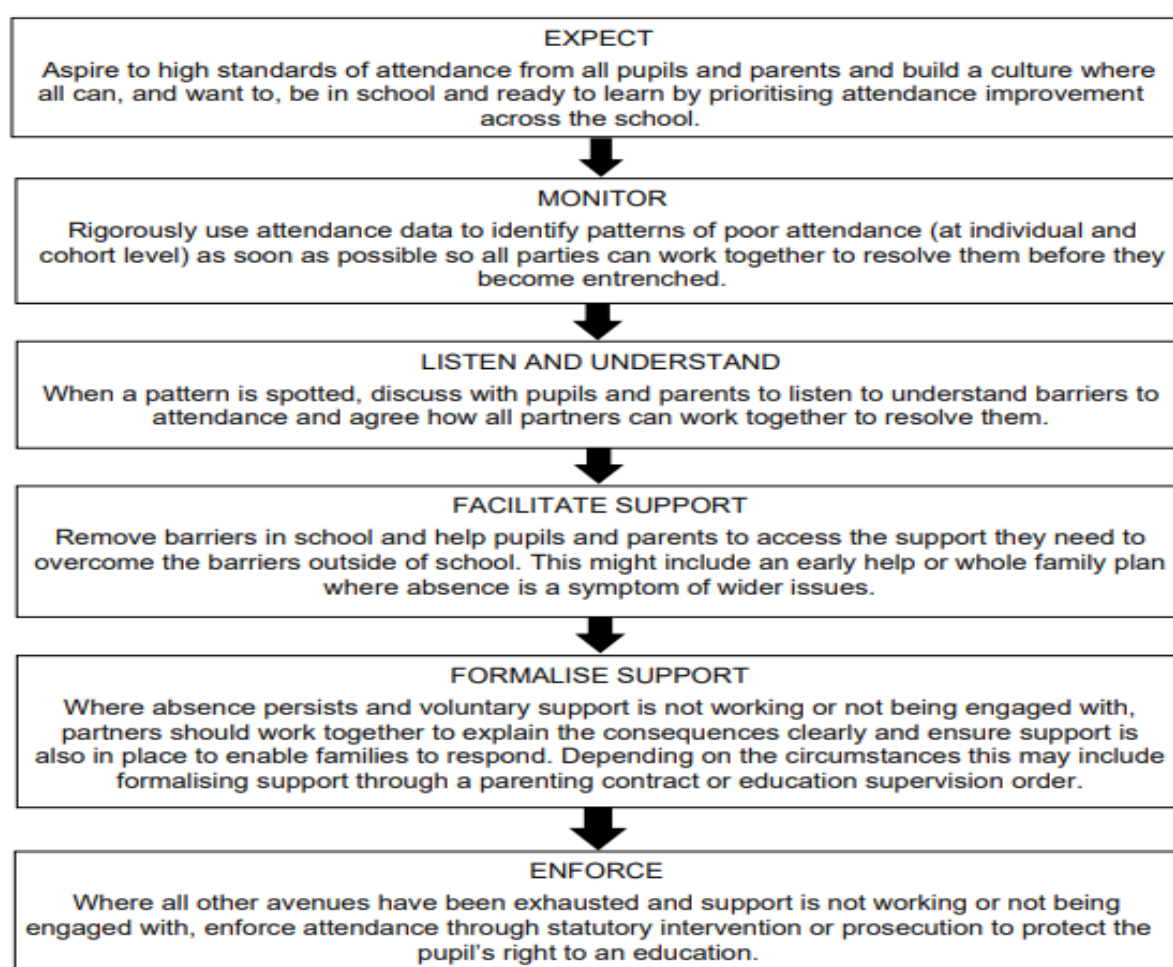 EXPECT
Aspire to high standards of attendance from all pupils and parents and build a culture where
all can, and want to, be in school and ready to learn by prioritising attendance improvement
across the school.
MONITOR
Rigorously use attendance data to identify patterns of poor attendance (at individual and
cohort level) as soon as possible so all parties can work together to resolve them before they
become entrenched.
LISTEN AND UNDERSTAND
When a pattern is spotted, discuss with pupils and parents to listen to understand barriers to
attendance and agree how all partners can work together to resolve them.
FACILITATE SUPPORT
Remove barriers in school and help pupils and parents to access the support they need to
overcome the barriers outside of school. This might include an early help or whole family plan
where absence is a symptom of wider issues.
FORMALISE SUPPORT
Where absence persists and voluntary support is not working or not being engaged with,
partners should work together to explain the consequences clearly and ensure support is
also in place to enable families to respond. Depending on the circumstances this may include
formalising support through a parenting contract or education supervision order.
ENFORCE
Where all other avenues have been exhausted and support is not working or not being
engaged with, enforce attendance through statutory intervention or prosecution to protect the
pupil's right to an education.